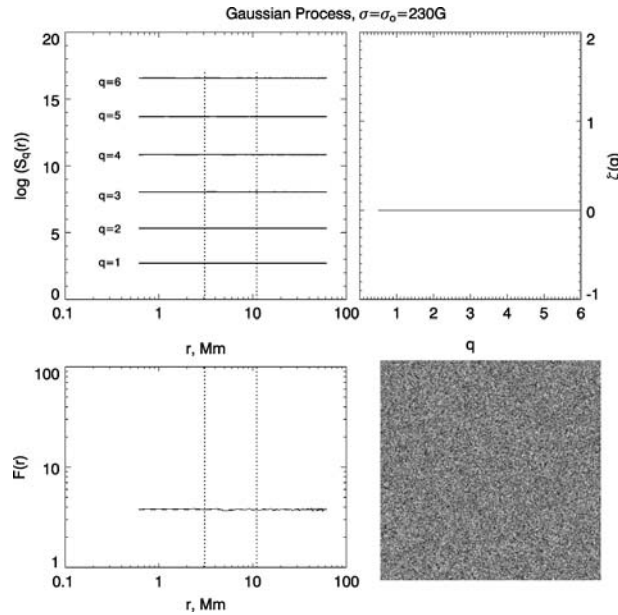 Gaussian Process, σ=σₒ=230G
20
15
10
5
0
log (S_q(r))
q=6
q=5
q=4
q=3
q=2
q=1
0.1 1 10 100
r, Mm
2
1
0
-1
ζ(q)
1 2 3 4 5 6
q
100
10
1
F(r)
0.1 1 10 100
r, Mm